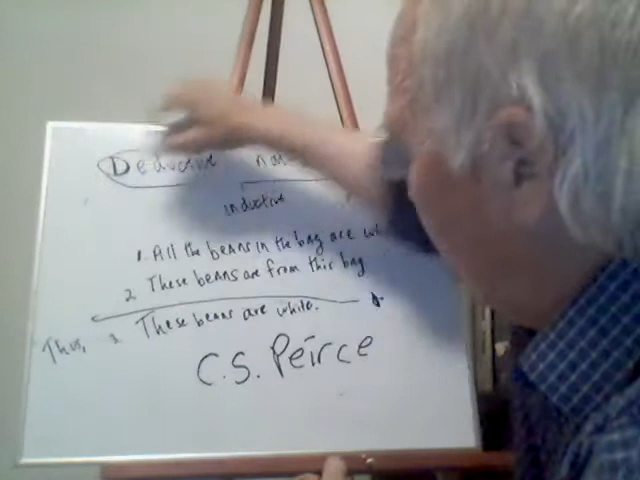 Deductive
inductive
1. All the beans in the bag are
2. These beans are from this bag
Thus, 3. These beans are white.
C.S. Peirce